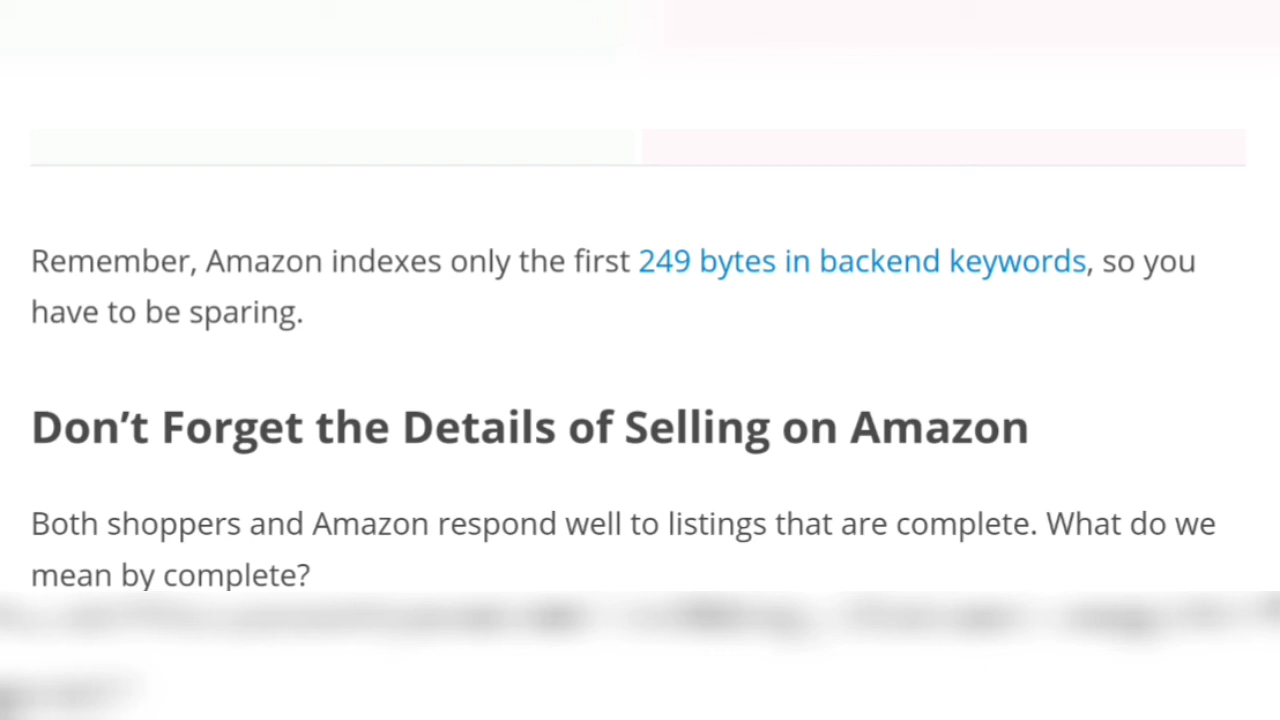 Remember, Amazon indexes only the first 249 bytes in backend keywords, so you
have to be sparing.
Don’t Forget the Details of Selling on Amazon
Both shoppers and Amazon respond well to listings that are complete. What do we
mean by complete?